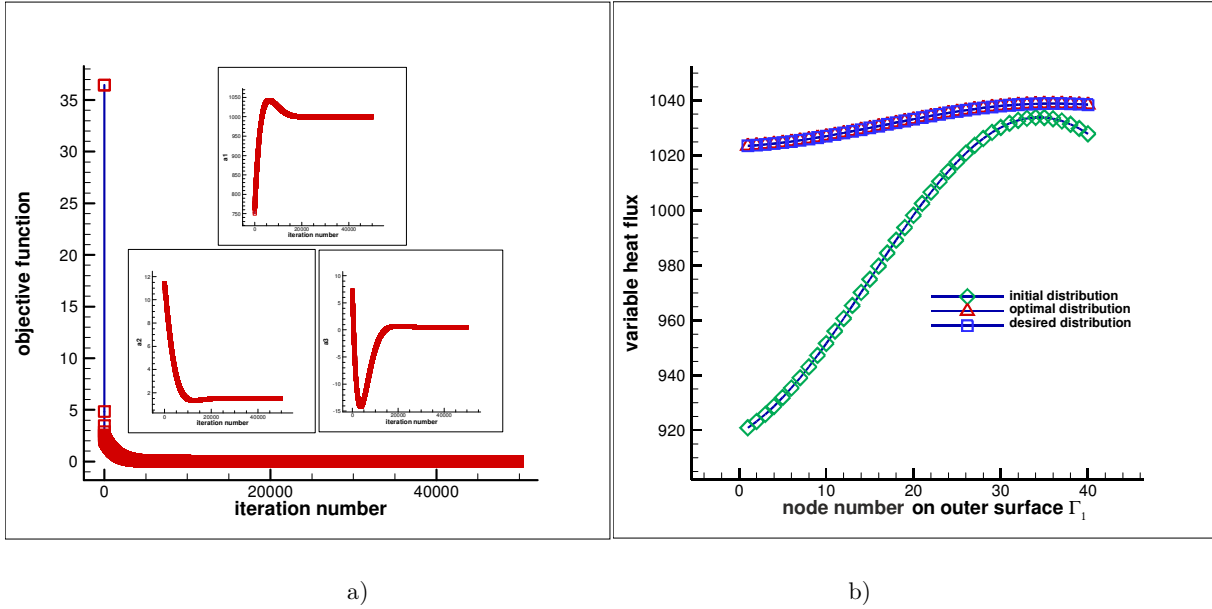 objective function
35
30
25
20
15
10
5
0
0 20000 40000
iteration number
a1
1050
1000
950
900
850
800
750
0 20000 40000
iteration number
a2
12
10
8
6
4
2
0 20000 40000
iteration number
a3
10
5
0
-5
-10
-15
0 20000 40000
iteration number
variable heat flux
1040
1020
1000
980
960
940
920
0 10 20 30 40
node number on outer surface Γ₁
initial distribution
optimal distribution
desired distribution
a) b)